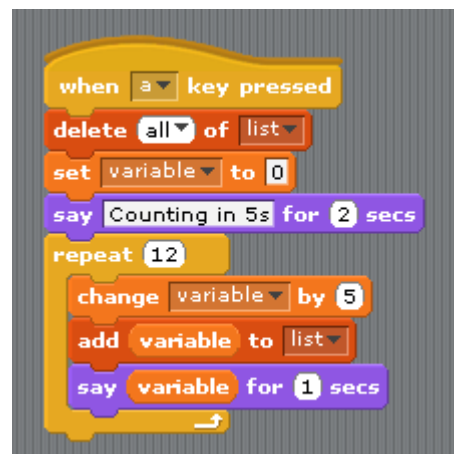 when a key pressed
delete all of list
set variable to 0
say Counting in 5s for 2 secs
repeat 12
change variable by 5
add variable to list
say variable for 1 secs